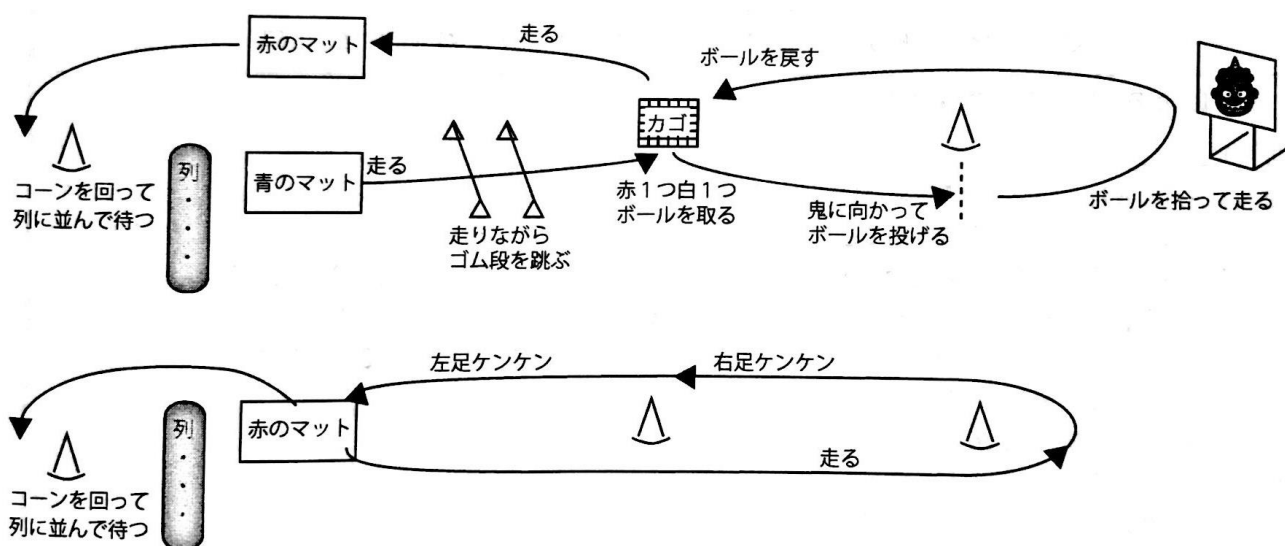 走る
赤のマット
ボールを戻す
カゴ
コーンを回って
列に並んで待つ
列
・
・
・
青のマット
走る
走りながら
ゴム段を跳ぶ
赤1つ白1つ
ボールを取る
鬼に向かって
ボールを投げる
ボールを拾って走る
左足ケンケン
右足ケンケン
赤のマット
走る
列
・
・
・
コーンを回って
列に並んで待つ